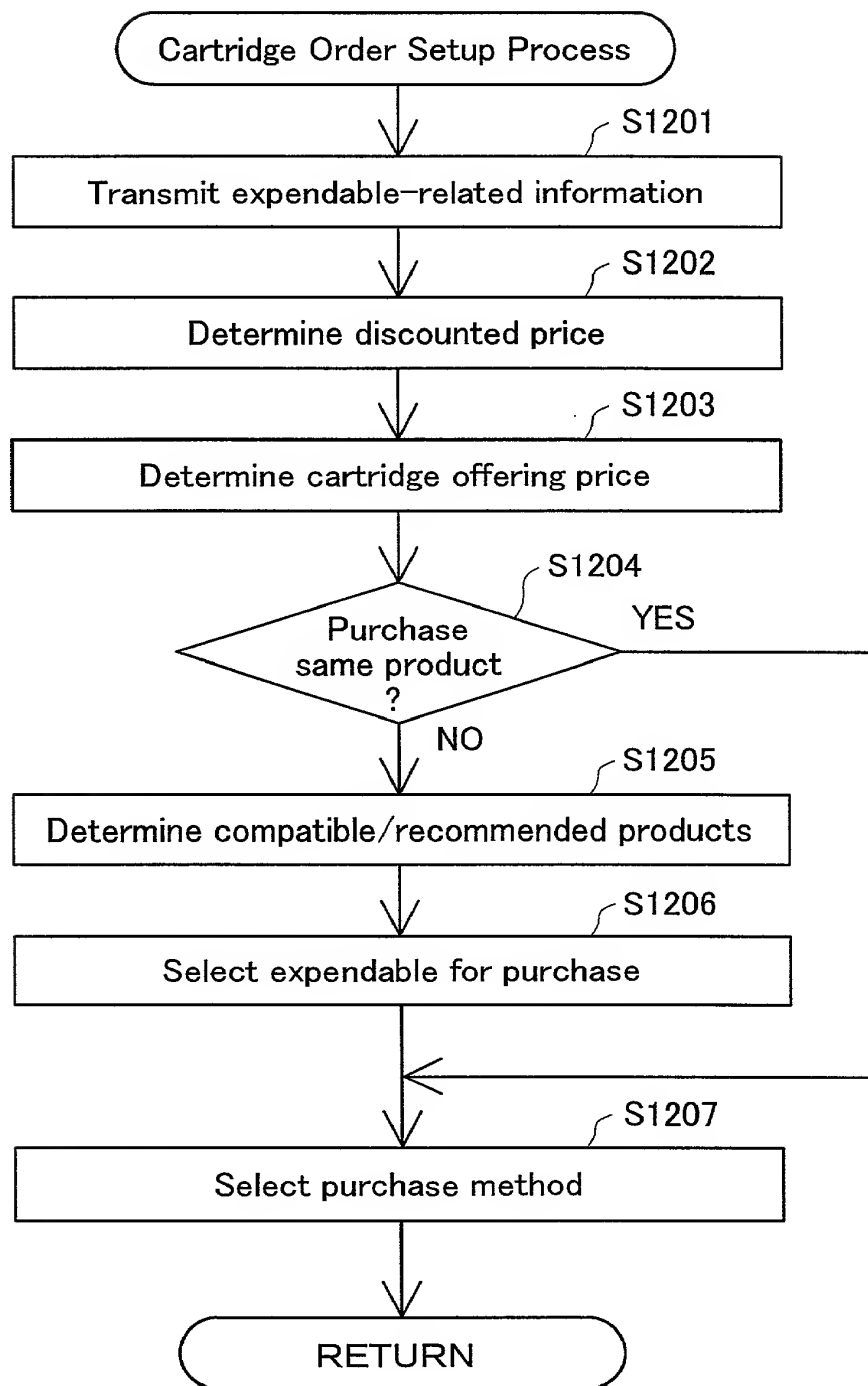 Cartridge Order Setup Process
S1201
Transmit expendable-related information
S1202
Determine discounted price
S1203
Determine cartridge offering price
S1204
Purchase
same product
?
YES
NO
S1205
Determine compatible/recommended products
S1206
Select expendable for purchase
S1207
Select purchase method
RETURN